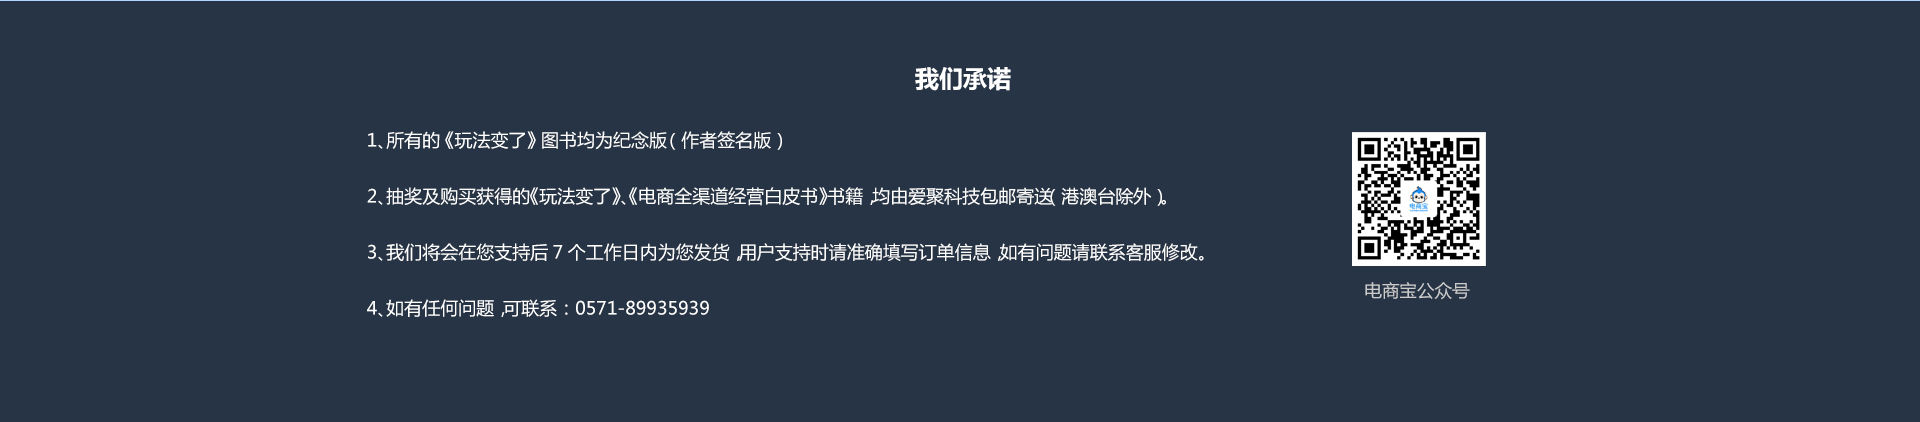 我们承诺
1、所有的《玩法变了》图书均为纪念版（作者签名版）
2、抽奖及购买获得的《玩法变了》、《电商全渠道经营白皮书》书籍，均由爱聚科技包邮寄送（港澳台除外）。
3、我们将会在您支持后7个工作日内为您发货，用户支持时请准确填写订单信息，如有问题请联系客服修改。
4、如有任何问题，可联系：0571-89935939
电商宝
电商宝公众号